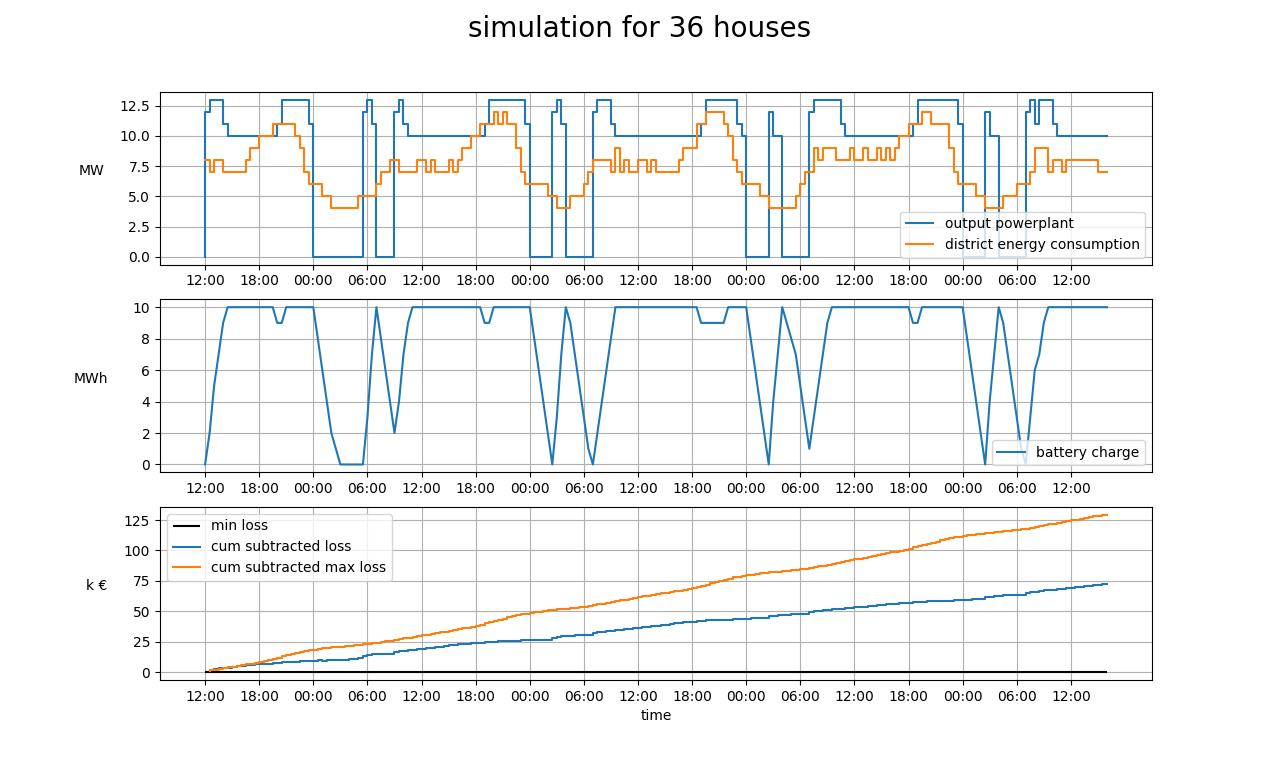 simulation for 36 houses
12.5
10.0
7.5
5.0
2.5
0.0
MW
output powerplant
district energy consumption
12:00 18:00 00:00 06:00 12:00 18:00 00:00 06:00 12:00 18:00 00:00 06:00 12:00 18:00 00:00 06:00 12:00
10
8
6
4
2
0
MWh
battery charge
12:00 18:00 00:00 06:00 12:00 18:00 00:00 06:00 12:00 18:00 00:00 06:00 12:00 18:00 00:00 06:00 12:00
125
100
75
50
25
0
k €
min loss
cum subtracted loss
cum subtracted max loss
12:00 18:00 00:00 06:00 12:00 18:00 00:00 06:00 12:00 18:00 00:00 06:00 12:00 18:00 00:00 06:00 12:00
time